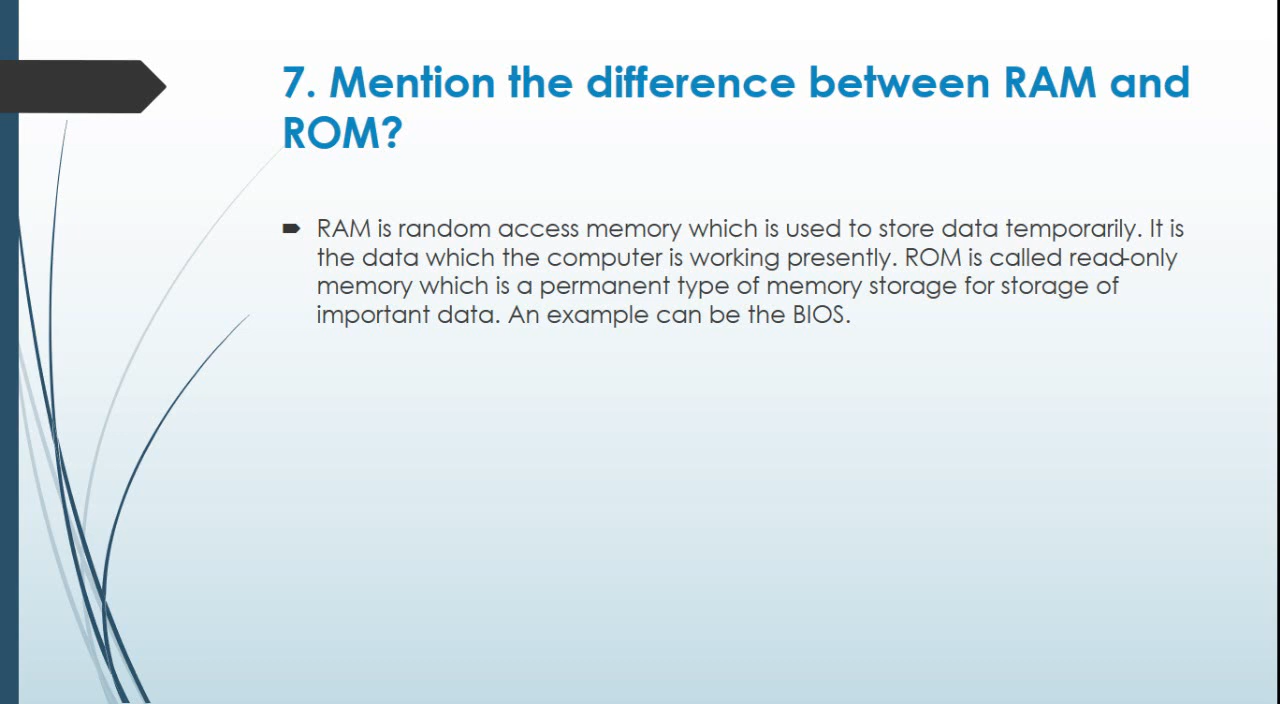 7. Mention the difference between RAM and
ROM?
RAM is random access memory which is used to store data temporarily. It is
the data which the computer is working presently. ROM is called read-only
memory which is a permanent type of memory storage for storage of
important data. An example can be the BIOS.